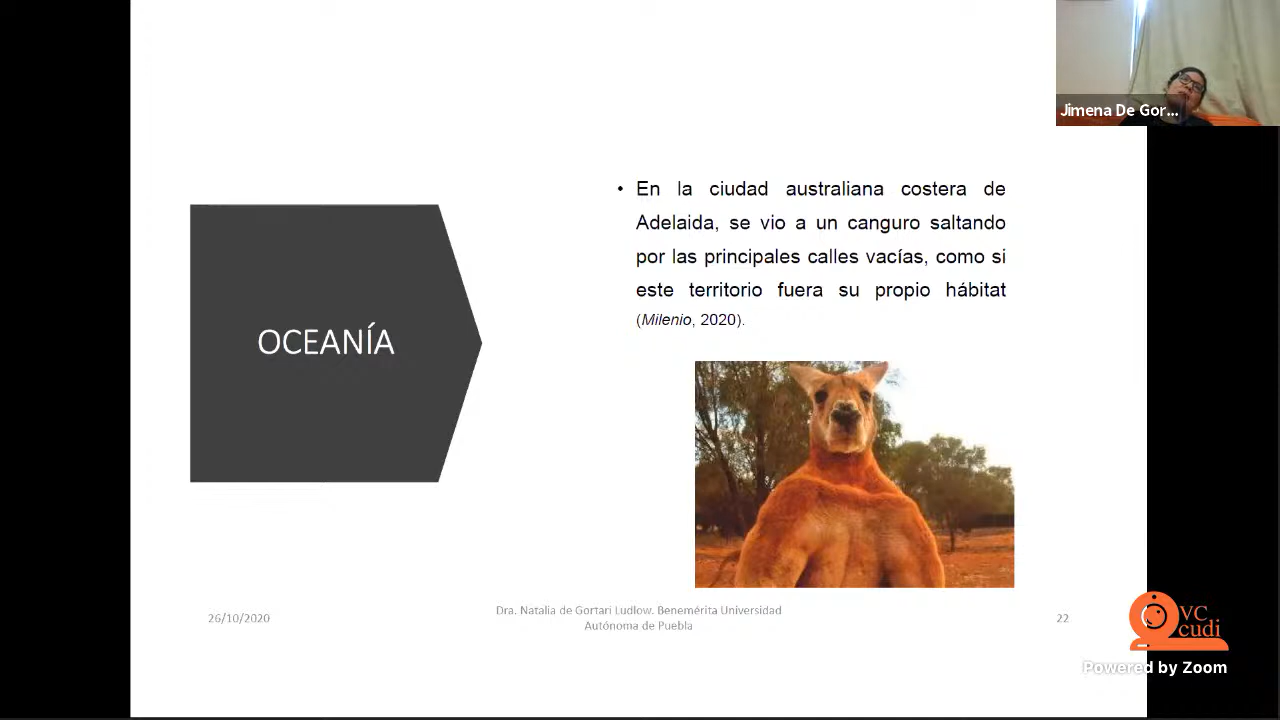 Jimena De Gor...
• En la ciudad australiana costera de
Adelaida, se vio a un canguro saltando
por las principales calles vacías, como si
este territorio fuera su propio hábitat
(Milenio, 2020).
OCEANÍA
26/10/2020
Dra. Natalia de Gortari Ludlow. Benemérita Universidad
Autónoma de Puebla
22
VC
cudi
Powered by Zoom